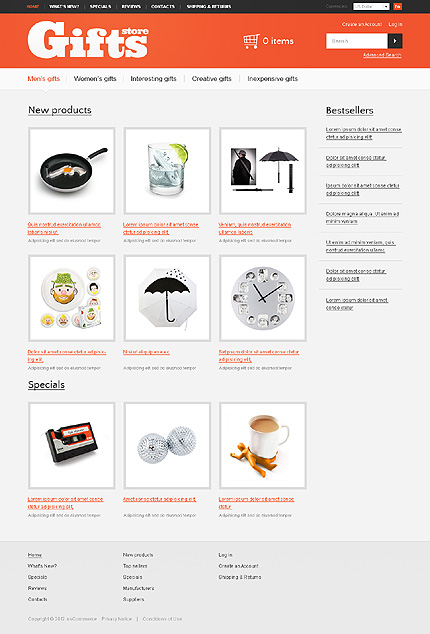 HOME WHAT'S NEW? SPECIALS REVIEWS CONTACTS SHIPPING & RETURNS
Currencies:
Gifts store
Create an Account Log In
0 items
Search...
Advanced Search
Men's gifts Women's gifts Interesting gifts Creative gifts Inexpensive gifts
New products
Quis nostrud exercitation ullamco
laboris nisi ut
Adipisicing elit sed do eiusmod tempor
Lorem ipsum dolor sit amet conse
ctetur adipisicing elit,
Adipisicing elit sed do eiusmod tempor
Veniam, quis nostrud exercitation
ullamco laboris
Adipisicing elit sed do eiusmod tempor
Dolor sit amet conse ctetur adipisic-
ing elit,
Adipisicing elit sed do eiusmod tempor
Nisi ut aliquip ex eac
Adipisicing elit sed do eiusmod tempor
Sed ipsum dolor sit amet conse ctetur
adipisicing elit,
Adipisicing elit sed do eiusmod tempor
Specials
Lorem ipsum dolor sit amet conse
ctetur adipisicing elit,
Adipisicing elit sed do eiusmod tempor
Amet conse ctetur adipisicing elit,
Adipisicing elit sed do eiusmod tempor
Lorem ipsum dolor sit amet conse
ctetur
Adipisicing elit sed do eiusmod tempor
Bestsellers
Lorem ipsum dolor sit amet conse
ctetur elit adipisicing
Dolor sit amet conse ctetur
adipisicing elit,
Ipsum dolor sit amet conse ctetur
adipisicing elit
Dolore magna aliqua. Ut enim ad
minim veniam
Ut enim ad minim veniam, quis
nostrud exercitation
Dolor sit amet conse ctetur
adipisicing elit,
Lorem ipsum dolor sit amet
conse ctetur
Home
What's New?
Specials
Reviews
Contacts
New products
Top sellers
Specials
Manufacturers
Suppliers
Log In
Create an Account
Shipping & Returns
Copyright © 2012 osCommerce Privacy Notice | Conditions of Use